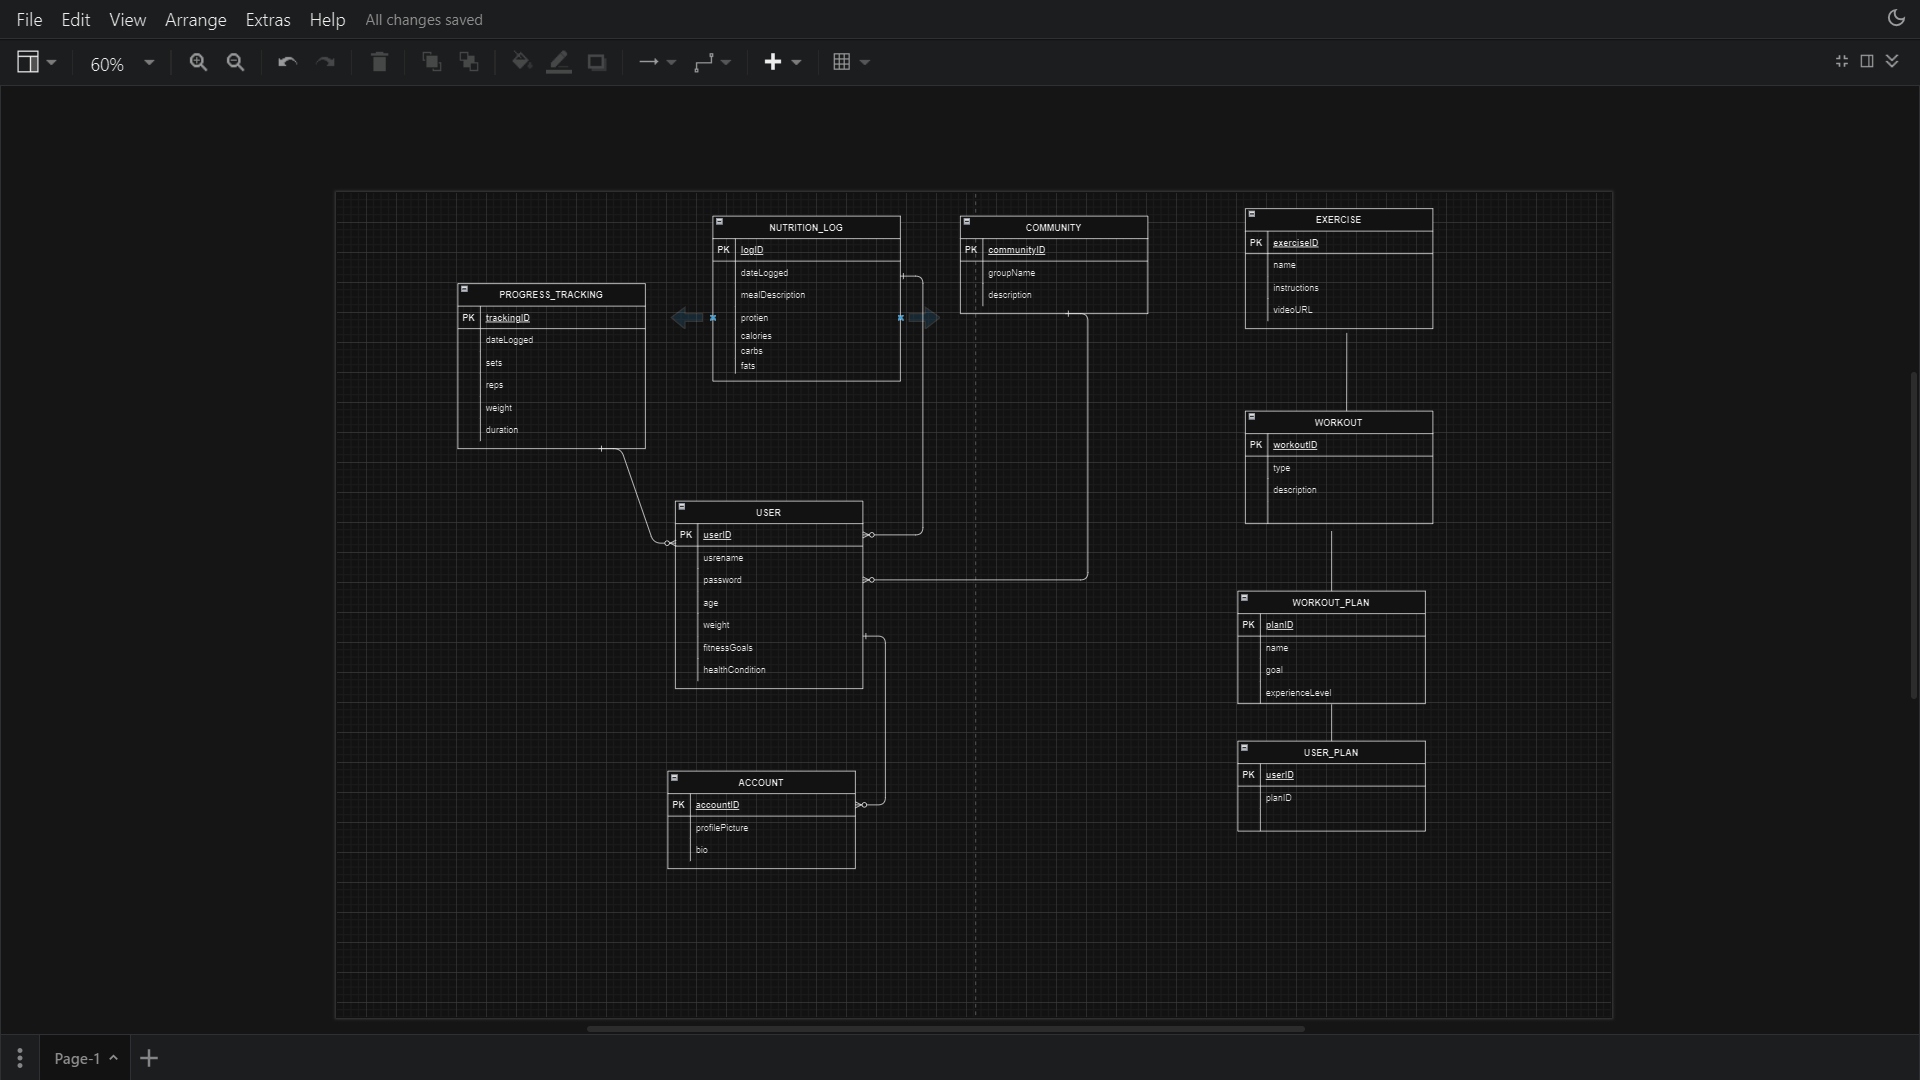 File Edit View Arrange Extras Help All changes saved
60%
NUTRITION_LOG
PK logID
dateLogged
mealDescription
protien
calories
carbs
fats
COMMUNITY
PK communityID
groupName
description
EXERCISE
PK exerciseID
name
instructions
videoURL
PROGRESS_TRACKING
PK trackingID
dateLogged
sets
reps
weight
duration
WORKOUT
PK workoutID
type
description
USER
PK userID
usrename
password
age
weight
fitnessGoals
healthCondition
WORKOUT_PLAN
PK planID
name
goal
experienceLevel
USER_PLAN
PK userID
planID
ACCOUNT
PK accountID
profilePicture
bio
Page-1